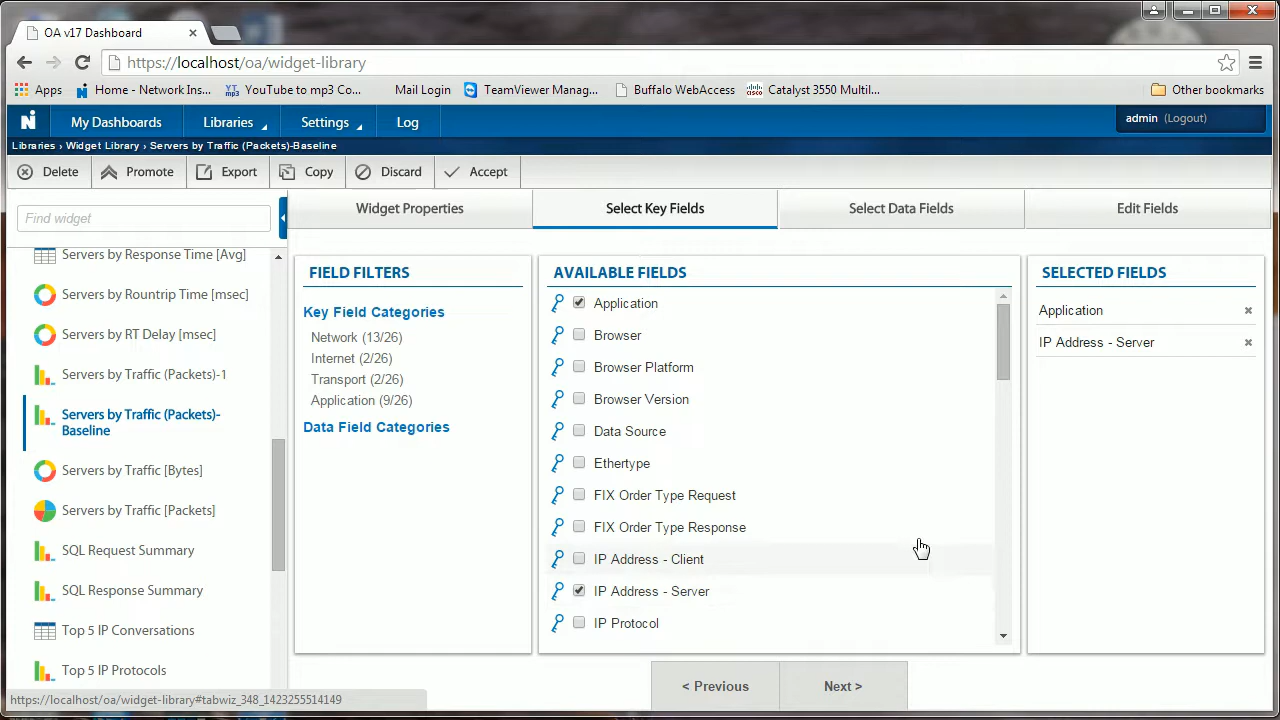 OA v17 Dashboard
https://localhost/oa/widget-library
Apps
Home - Network Ins...
YouTube to mp3 Co...
Mail Login
TeamViewer Manag...
Buffalo WebAccess
Catalyst 3550 Multil...
Other bookmarks
My Dashboards
Libraries
Settings
Log
admin (Logout)
Libraries › Widget Library › Servers by Traffic (Packets)-Baseline
Delete
Promote
Export
Copy
Discard
Accept
Find widget
Servers by Response Time [Avg]
Servers by Rountrip Time [msec]
Servers by RT Delay [msec]
Servers by Traffic (Packets)-1
Servers by Traffic (Packets)-
Baseline
Servers by Traffic [Bytes]
Servers by Traffic [Packets]
SQL Request Summary
SQL Response Summary
Top 5 IP Conversations
Top 5 IP Protocols
Widget Properties
Select Key Fields
Select Data Fields
Edit Fields
FIELD FILTERS
Key Field Categories
Network (13/26)
Internet (2/26)
Transport (2/26)
Application (9/26)
Data Field Categories
AVAILABLE FIELDS
Application
Browser
Browser Platform
Browser Version
Data Source
Ethertype
FIX Order Type Request
FIX Order Type Response
IP Address - Client
IP Address - Server
IP Protocol
SELECTED FIELDS
Application
IP Address - Server
< Previous
Next >
https://localhost/oa/widget-library#tabwiz_348_1423255514149